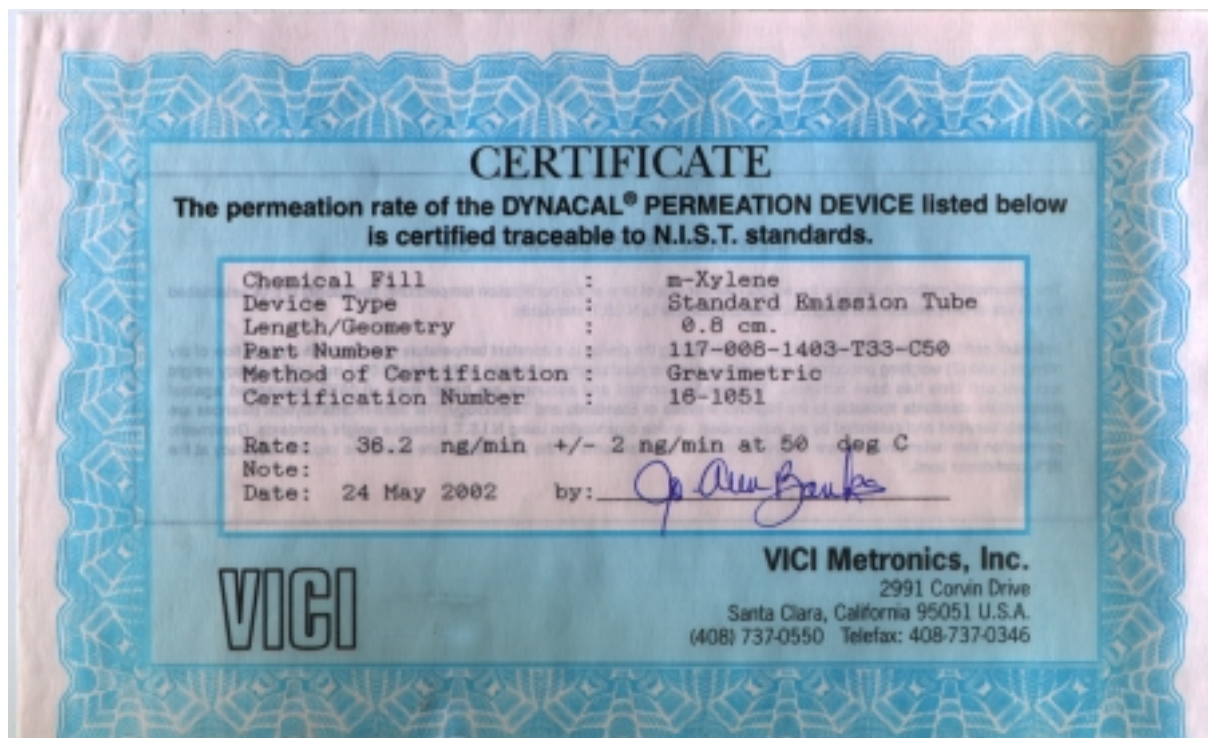 CERTIFICATE
The permeation rate of the DYNACAL® PERMEATION DEVICE listed below
is certified traceable to N.I.S.T. standards.
Chemical Fill : m-Xylene
Device Type : Standard Emission Tube
Length/Geometry : 0.8 cm.
Part Number : 117-008-1403-T33-C50
Method of Certification : Gravimetric
Certification Number : 16-1051
Rate: 36.2 ng/min +/- 2 ng/min at 50 deg C
Note:
Date: 24 May 2002 by: Jo Ann Banks
VICI
VICI Metronics, Inc.
2991 Corvin Drive
Santa Clara, California 95051 U.S.A.
(408) 737-0550 Telefax: 408-737-0346